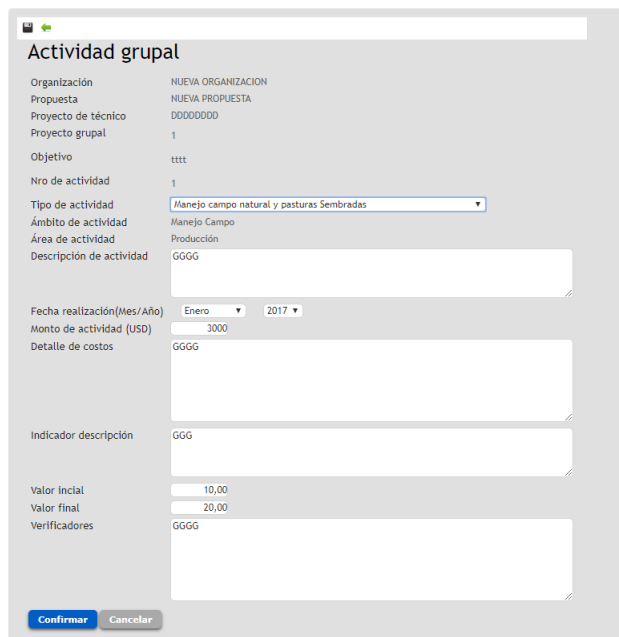 Actividad grupal
Organización NUEVA ORGANIZACION
Propuesta NUEVA PROPUESTA
Proyecto de técnico DDDDDDDD
Proyecto grupal 1
Objetivo tttt
Nro de actividad 1
Tipo de actividad Manejo campo natural y pasturas Sembradas
Ámbito de actividad Manejo Campo
Área de actividad Producción
Descripción de actividad GGGG
Fecha realización(Mes/Año) Enero 2017
Monto de actividad (USD) 3000
Detalle de costos GGGG
Indicador descripción GGG
Valor incial 10,00
Valor final 20,00
Verificadores GGGG
Confirmar Cancelar